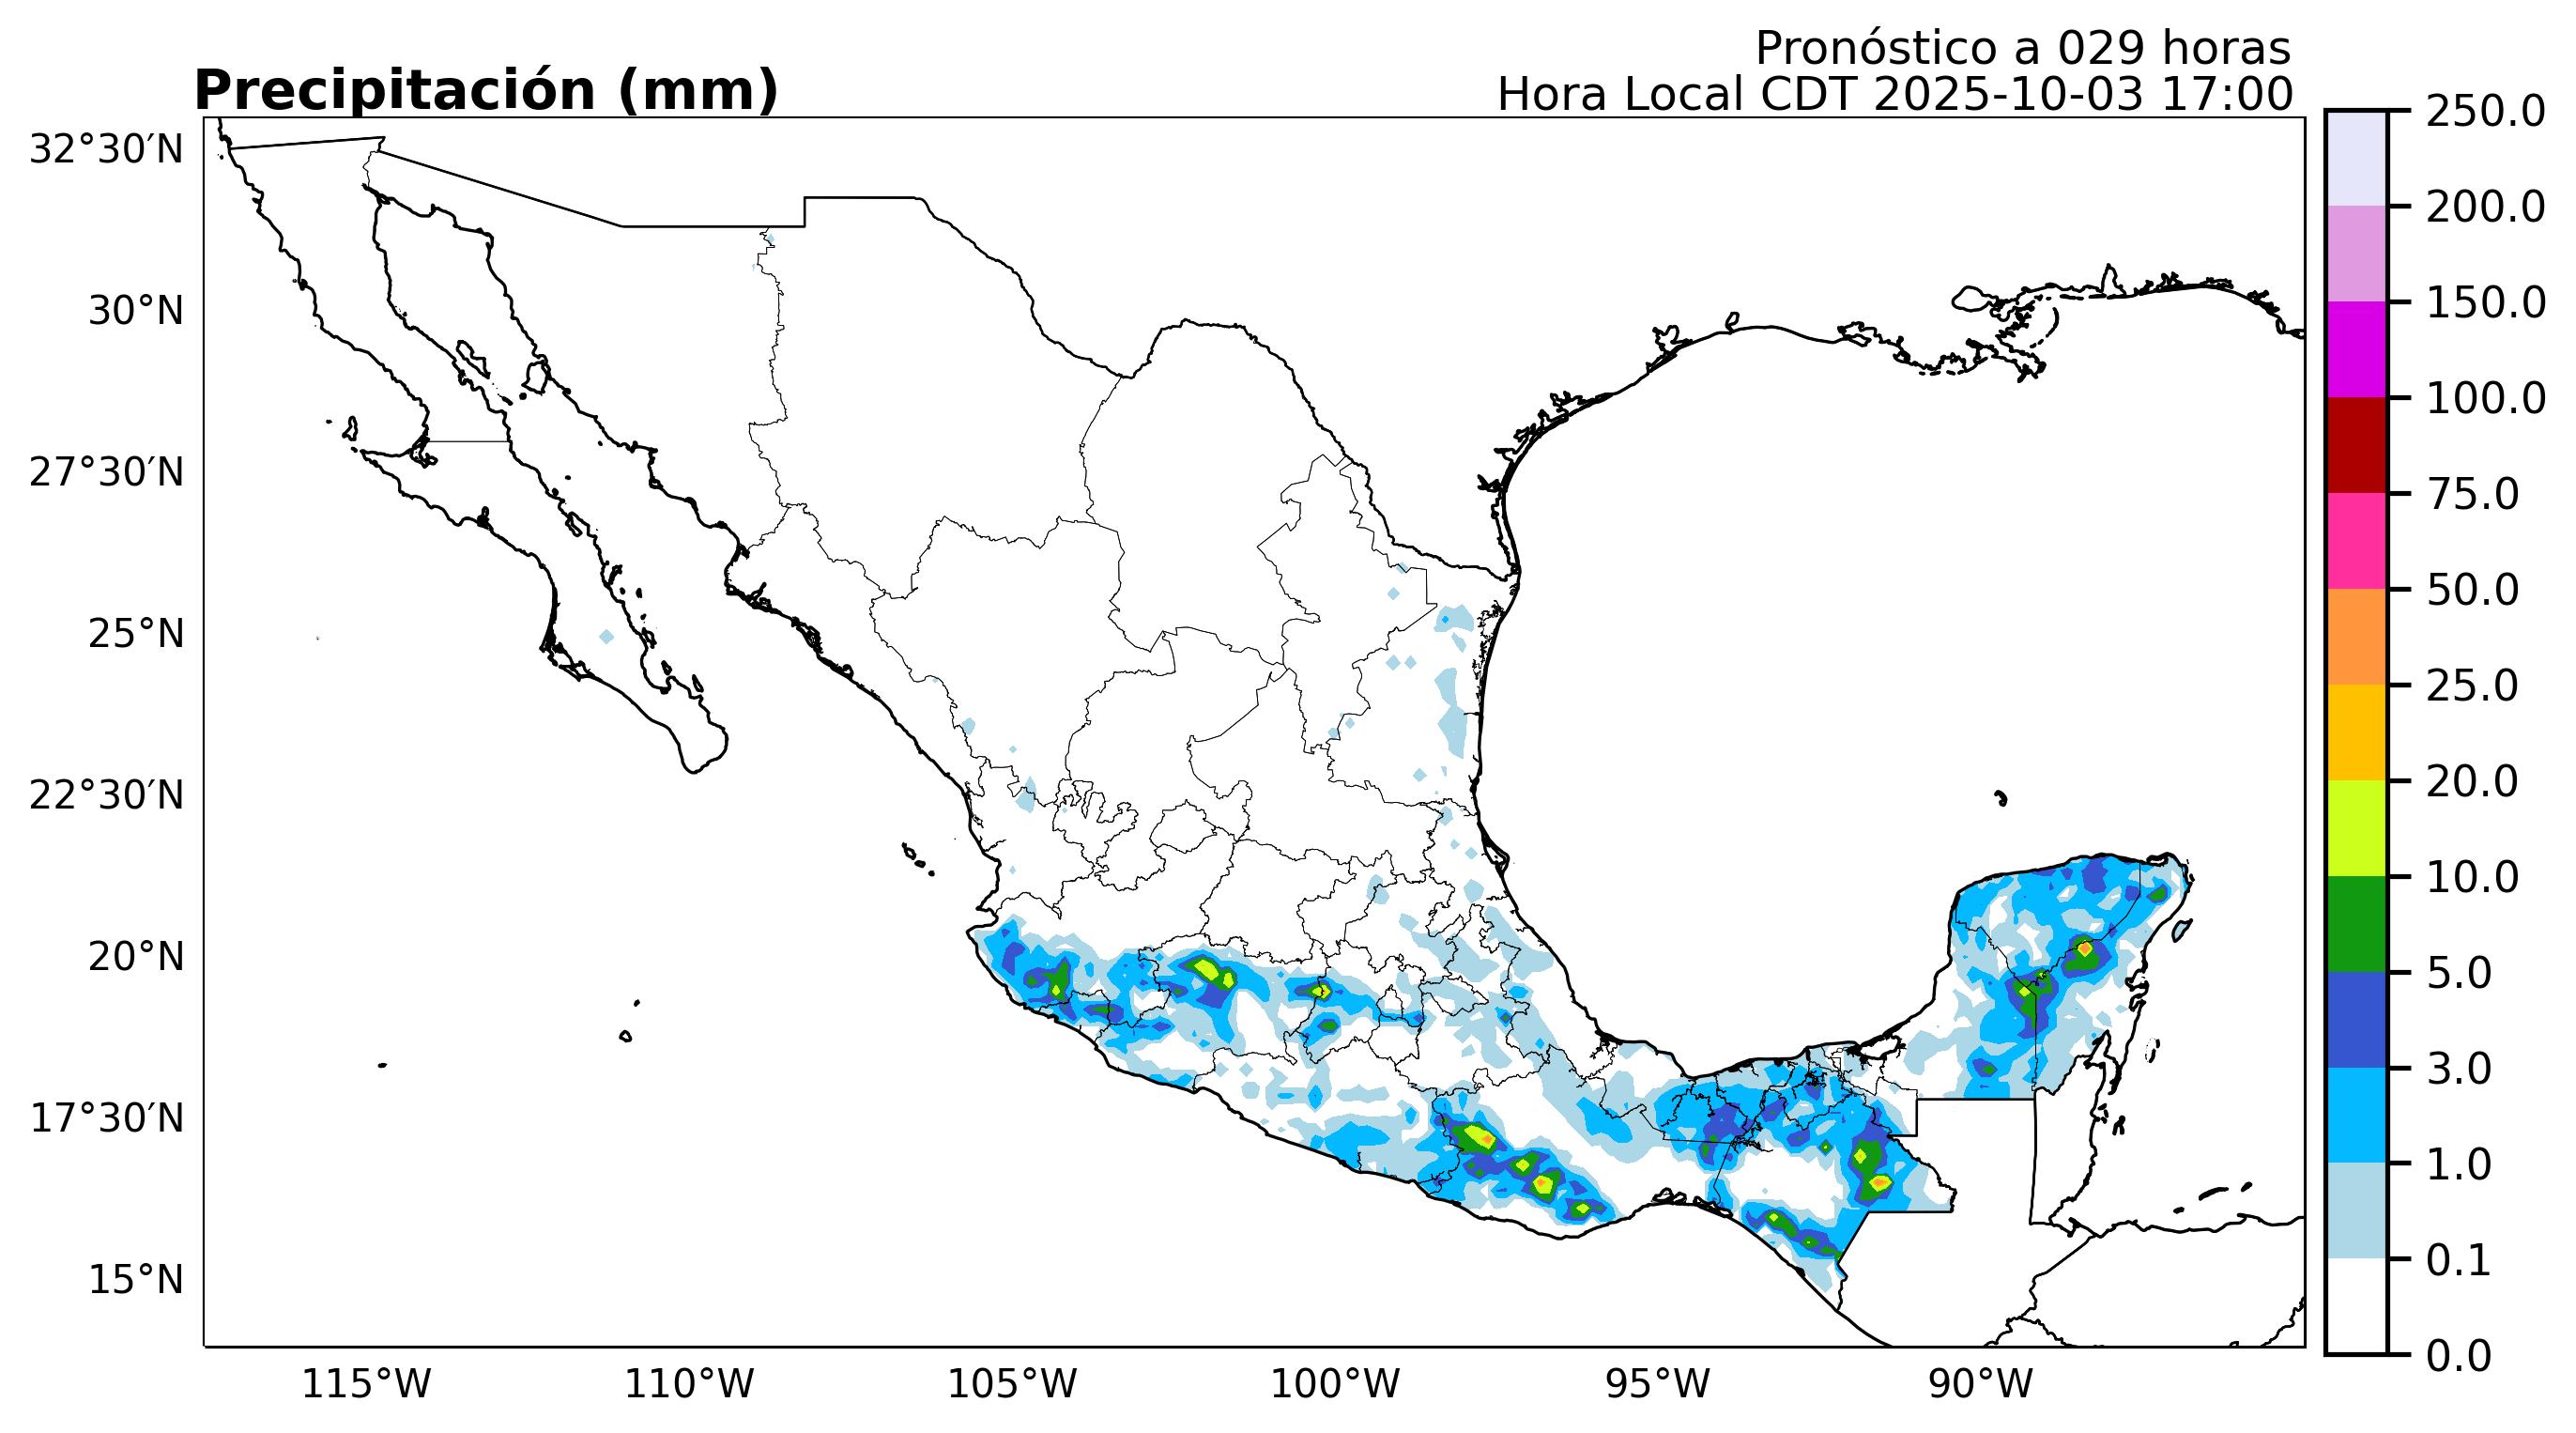 Pronóstico a 029 horas
Precipitación (mm)
Hora Local CDT 2025-10-03 17:00
32°30′N
30°N
27°30′N
25°N
22°30′N
20°N
17°30′N
15°N
115°W
110°W
105°W
100°W
95°W
90°W
250.0
200.0
150.0
100.0
75.0
50.0
25.0
20.0
10.0
5.0
3.0
1.0
0.1
0.0